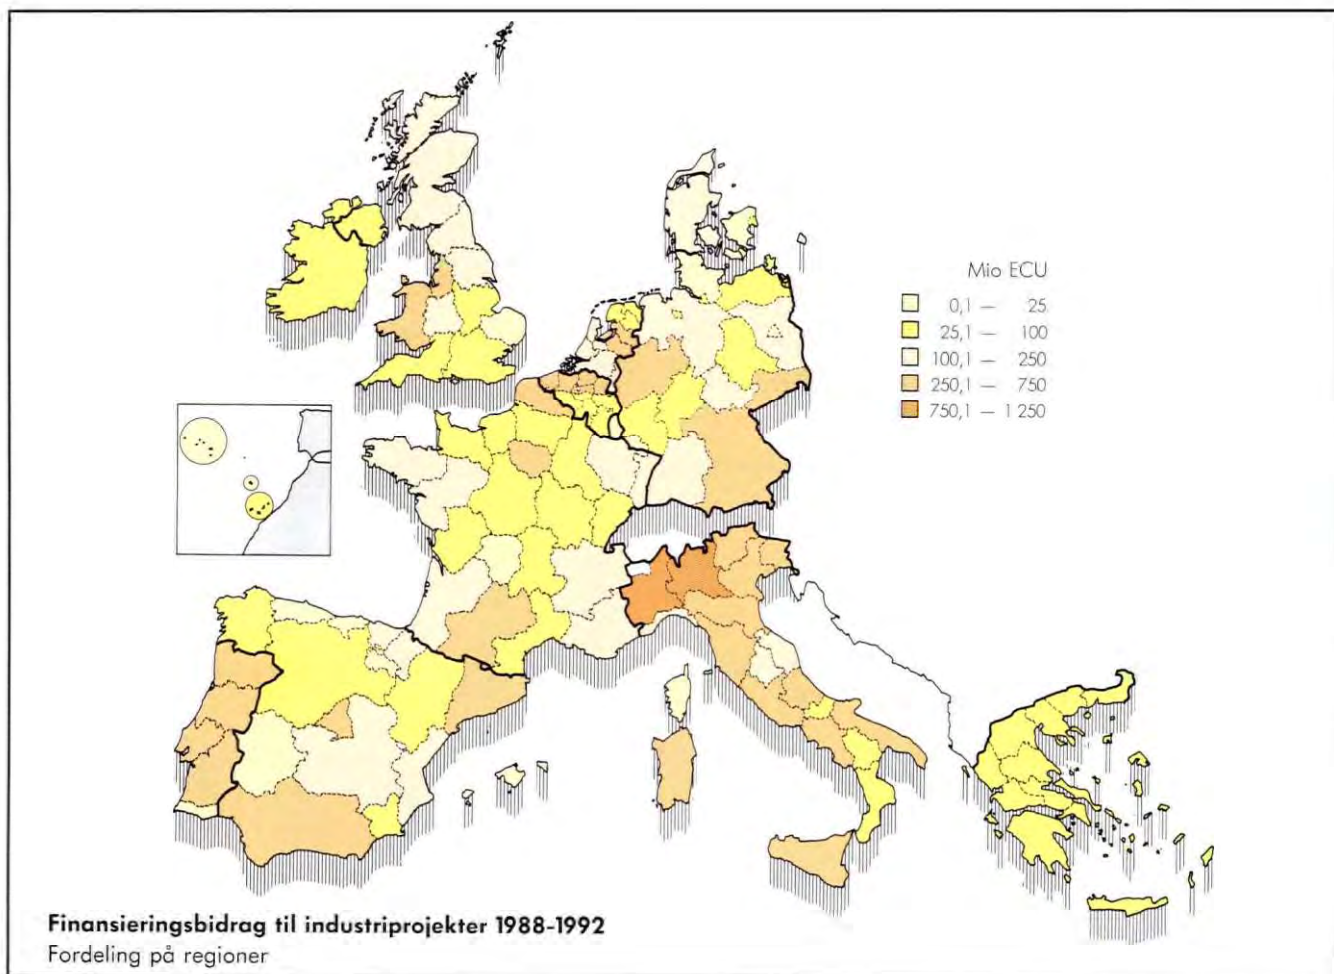 Mio ECU
0,1 — 25
25,1 — 100
100,1 — 250
250,1 — 750
750,1 — 1 250
Finansieringsbidrag til industriprojekter 1988-1992
Fordeling på regioner